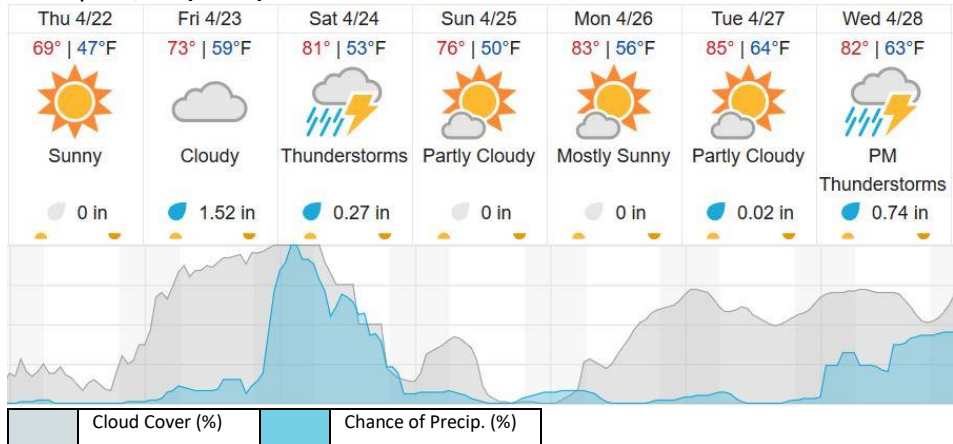 Thu 4/22 Fri 4/23 Sat 4/24 Sun 4/25 Mon 4/26 Tue 4/27 Wed 4/28
69° | 47°F 73° | 59°F 81° | 53°F 76° | 50°F 83° | 56°F 85° | 64°F 82° | 63°F
Sunny Cloudy Thunderstorms Partly Cloudy Mostly Sunny Partly Cloudy PM
Thunderstorms
0 in 1.52 in 0.27 in 0 in 0 in 0.02 in 0.74 in
Cloud Cover (%) Chance of Precip. (%)